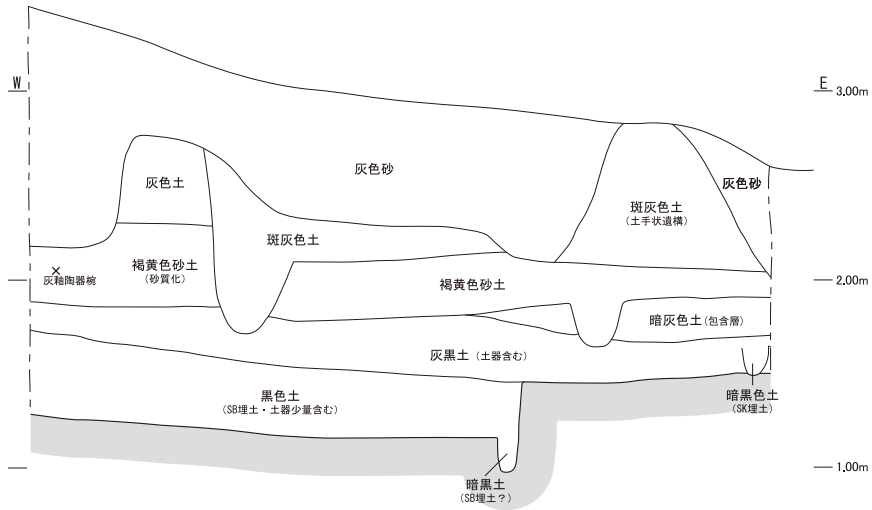 W
E
3.00m
灰色土
灰色砂
灰色砂
斑灰色土
(土手状遺構)
斑灰色土
褐黄色砂土
(砂質化)
×
灰釉陶器椀
2.00m
褐黄色砂土
暗灰色土(包含層)
灰黒土(土器含む)
黒色土
(SB埋土・土器少量含む)
暗黒色土
(SK埋土)
1.00m
暗黒土
(SB埋土？)